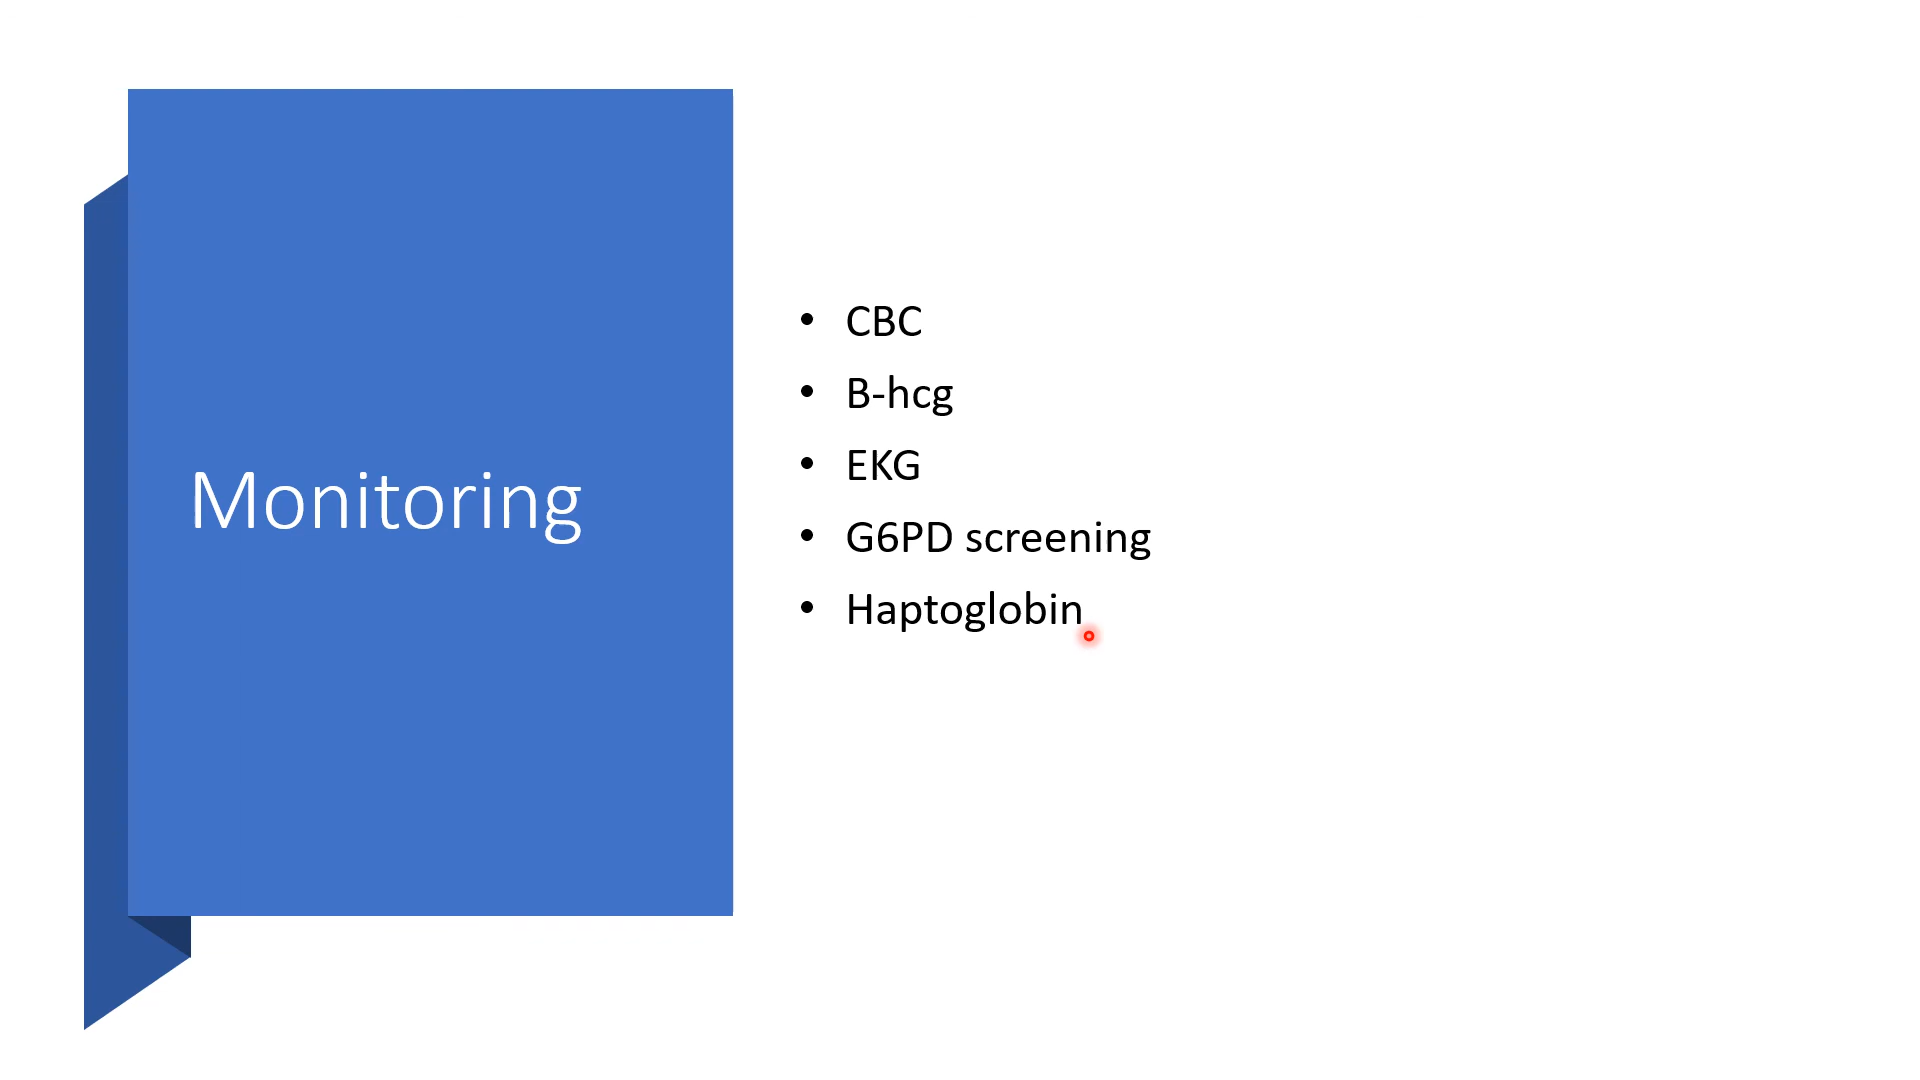 Monitoring
• CBC
• B-hcg
• EKG
• G6PD screening
• Haptoglobin